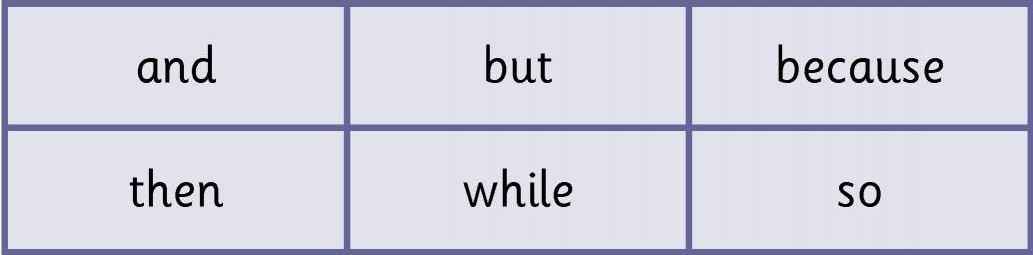 and but because
then while so